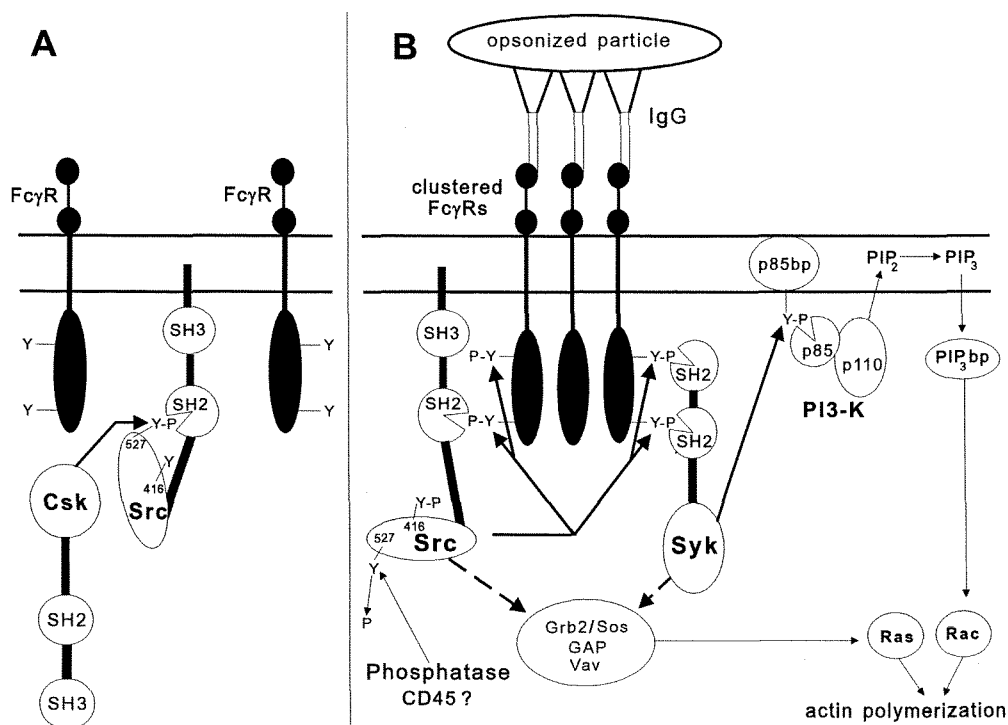 A
FcγR
FcγR
Y
Y
Y
Y
SH3
SH2
Y-P
527
Y
416
Src
Csk
SH2
SH3
B
opsonized particle
IgG
clustered
FcγRs
p85bp
PIP2
PIP3
SH3
P-Y
Y-P
SH2
Y-P
p85
p110
PIP3bp
PI3-K
SH2
P-Y
Y-P
SH2
Y-P
416
527
Src
Y
P
Syk
Grb2/Sos
GAP
Vav
Ras
Rac
Phosphatase
CD45?
actin polymerization